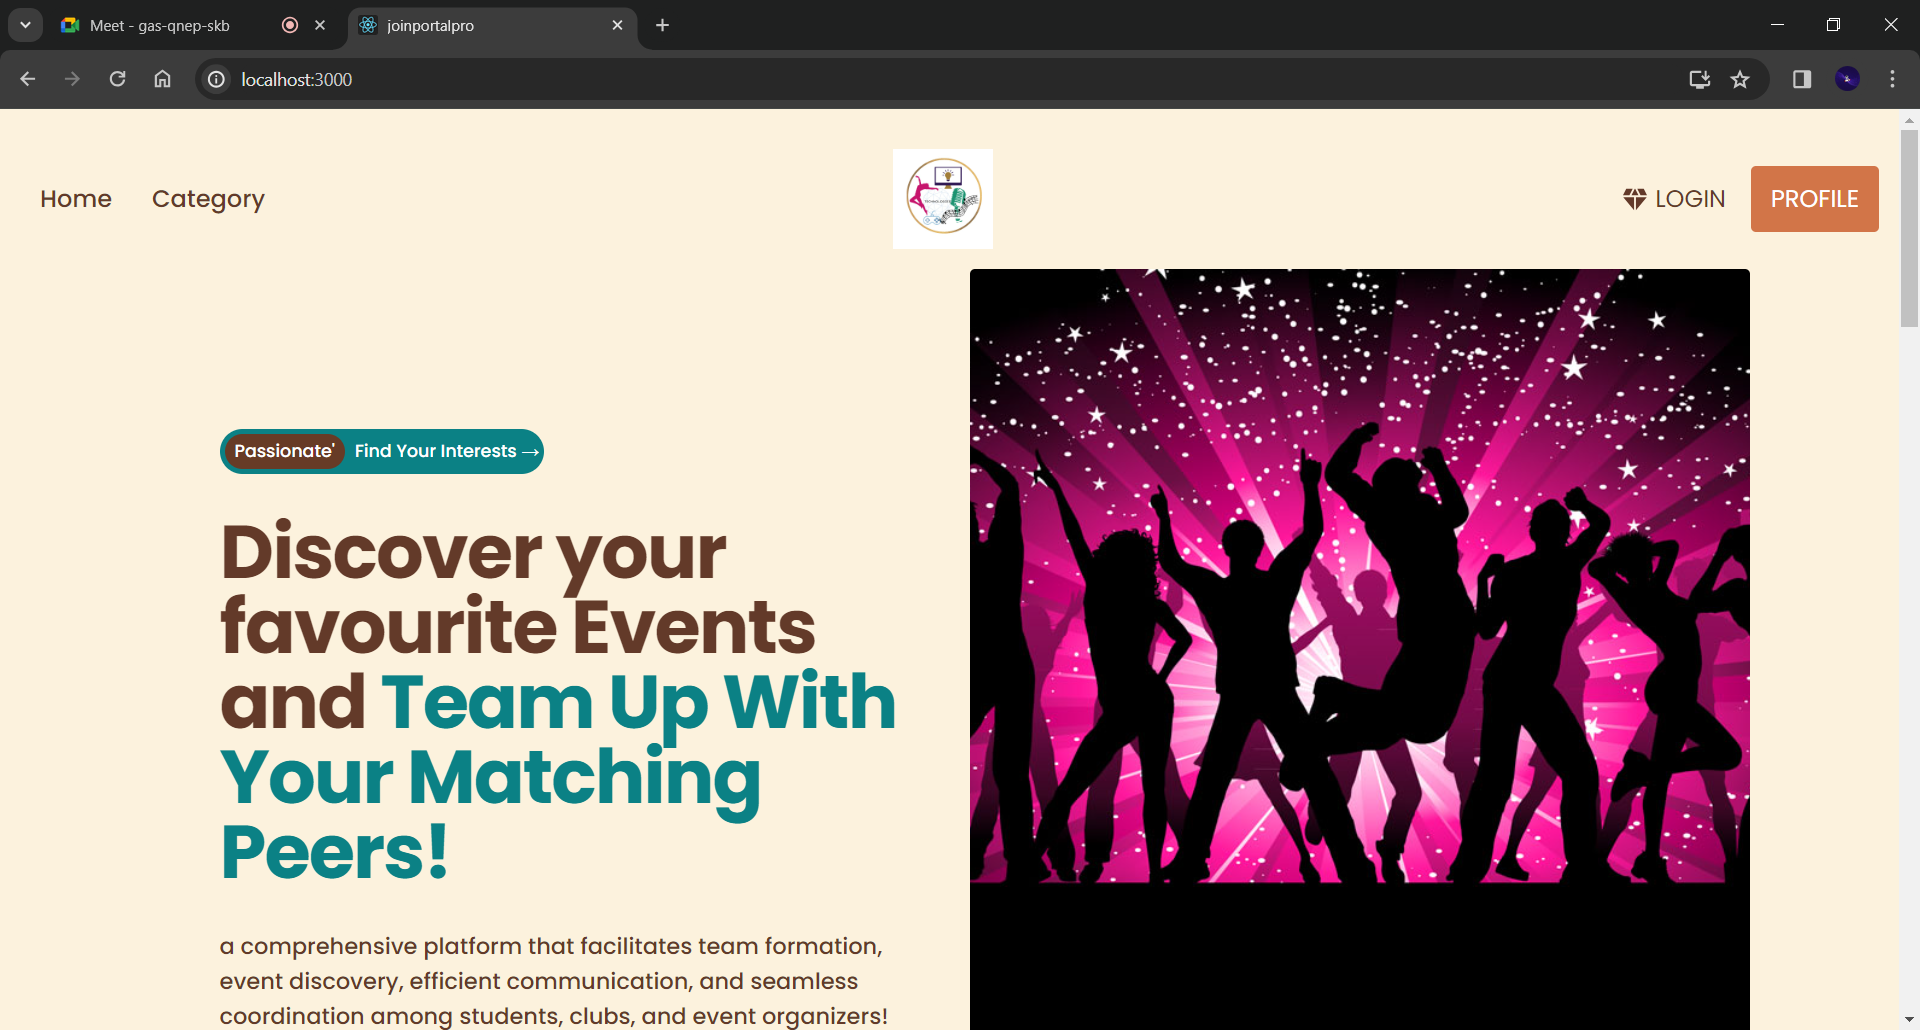 Meet - gas-qnep-skb
joinportalpro
localhost:3000
Home
Category
LOGIN
PROFILE
Passionate' Find Your Interests →
Discover your
favourite Events
and Team Up With
Your Matching
Peers!
a comprehensive platform that facilitates team formation,
event discovery, efficient communication, and seamless
coordination among students, clubs, and event organizers!